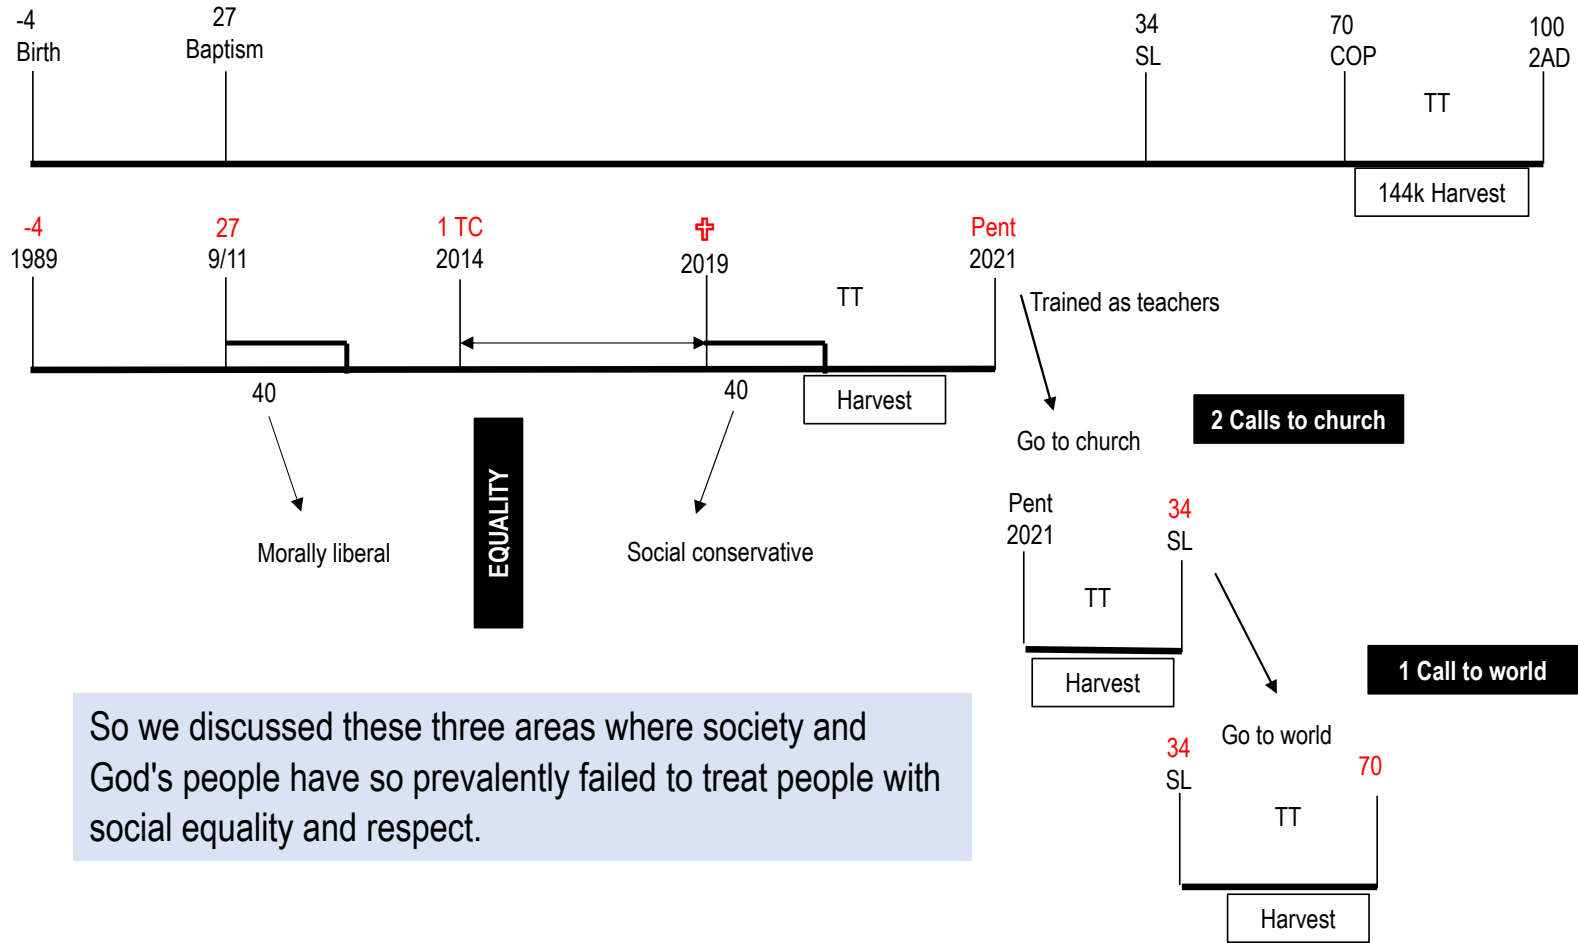 -4
Birth
27
Baptism
34
SL
70
COP
100
2AD
TT
144k Harvest
-4
1989
27
9/11
1 TC
2014
✞
2019
Pent
2021
TT
Trained as teachers
40
40
Harvest
2 Calls to church
Go to church
EQUALITY
Morally liberal
Social conservative
Pent
2021
34
SL
TT
Harvest
1 Call to world
Go to world
34
SL
70
TT
Harvest
So we discussed these three areas where society and
God's people have so prevalently failed to treat people with
social equality and respect.